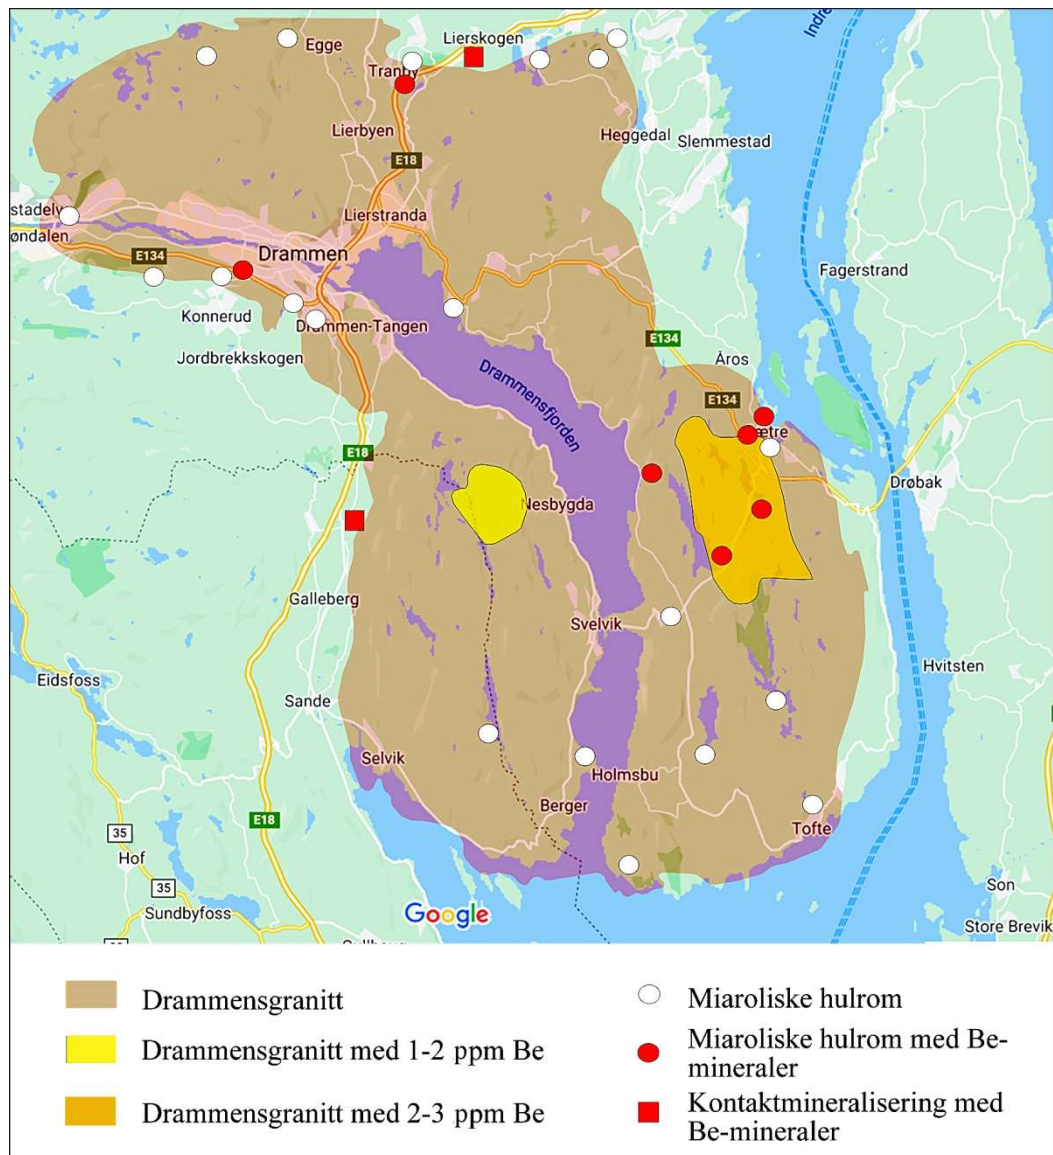 Indre
Egge
Lierskogen
Tranby
Lierbyen
Heggedal
Slemmestad
E18
stadelv
Lierstranda
øndalen
E134
Drammen
Fagerstrand
Konnerud
Drammen-Tangen
E134
Jordbrekkskogen
Åros
Drammensfjorden
E134
ætre
E18
Drøbak
Nesbygda
Galleberg
Svelvik
Hvitsten
Eidsfoss
Sande
Selvik
Holmsbu
Berger
E18
Tofte
35
Hof
35
Son
Sundbyfoss
Google
Store Brevik
Drammensgranitt
Miaroliske hulrom
Drammensgranitt med 1-2 ppm Be
Miaroliske hulrom med Be-
mineraler
Drammensgranitt med 2-3 ppm Be
Kontaktmineralisering med
Be-mineraler